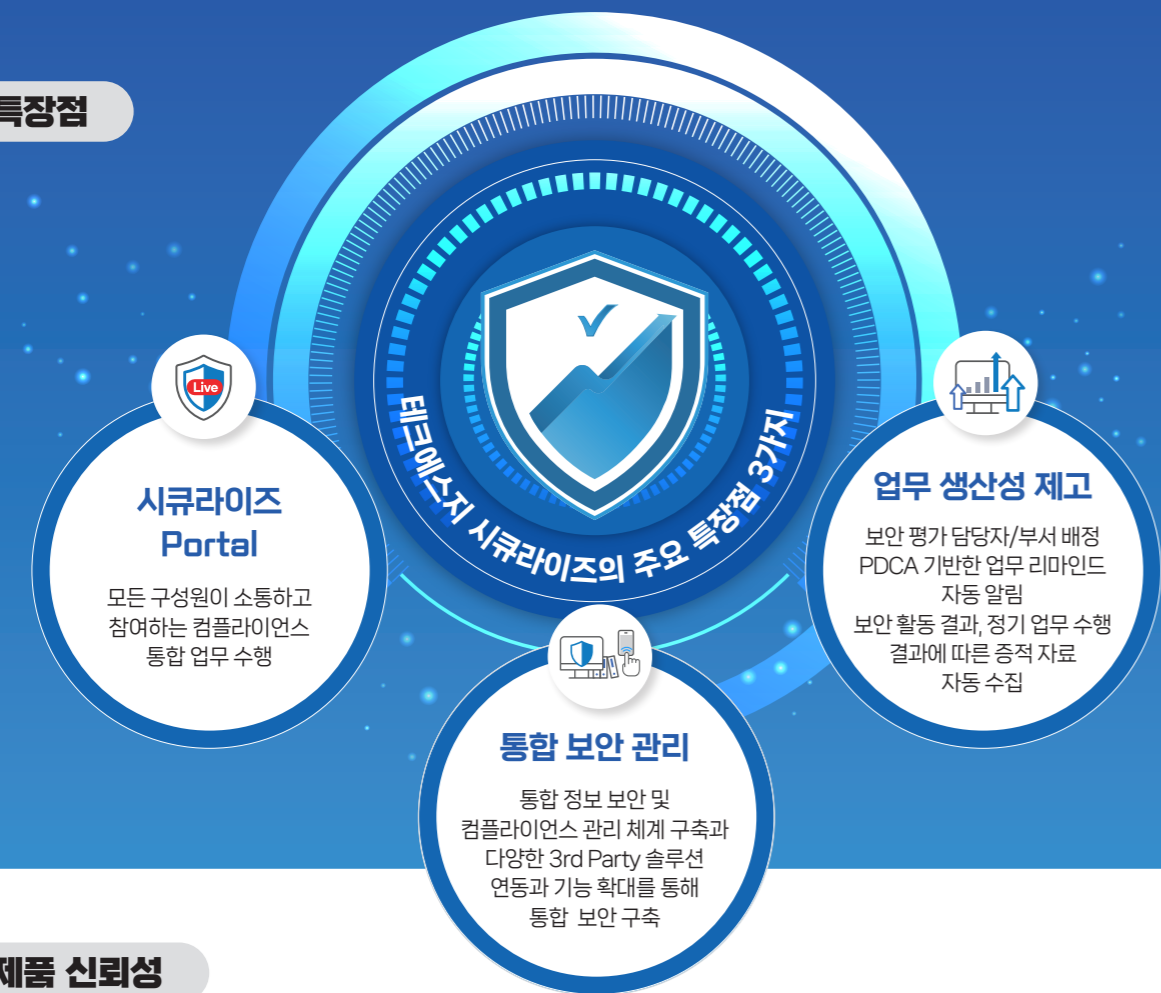 특장점
테크에스지 시큐라이즈의 주요 특장점 3가지
Live
시큐라이즈
Portal
모든 구성원이 소통하고
참여하는 컴플라이언스
통합 업무 수행
통합 보안 관리
통합 정보 보안 및
컴플라이언스 관리 체계 구축과
다양한 3rd Party 솔루션
연동과 기능 확대를 통해
통합 보안 구축
업무 생산성 제고
보안 평가 담당자/부서 배정
PDCA 기반한 업무 리마인드
자동 알림
보안 활동 결과, 정기 업무 수행
결과에 따른 증적 자료
자동 수집
제품 신뢰성